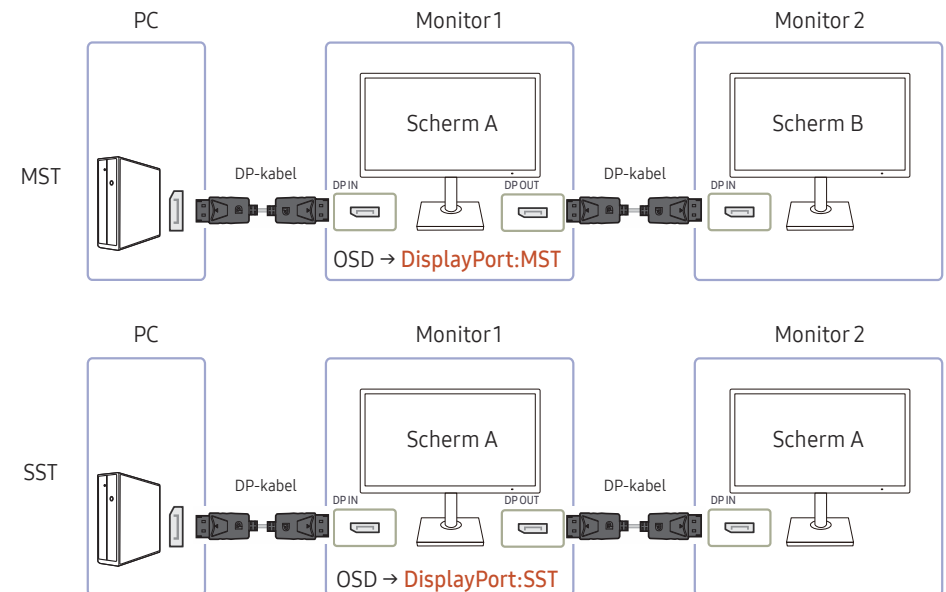 PC
Monitor 1
Monitor 2
Scherm A
Scherm B
MST
DP-kabel
DP IN
DP OUT
DP-kabel
DP IN
OSD → DisplayPort:MST
PC
Monitor 1
Monitor 2
Scherm A
Scherm A
SST
DP-kabel
DP IN
DP OUT
DP-kabel
DP IN
OSD → DisplayPort:SST